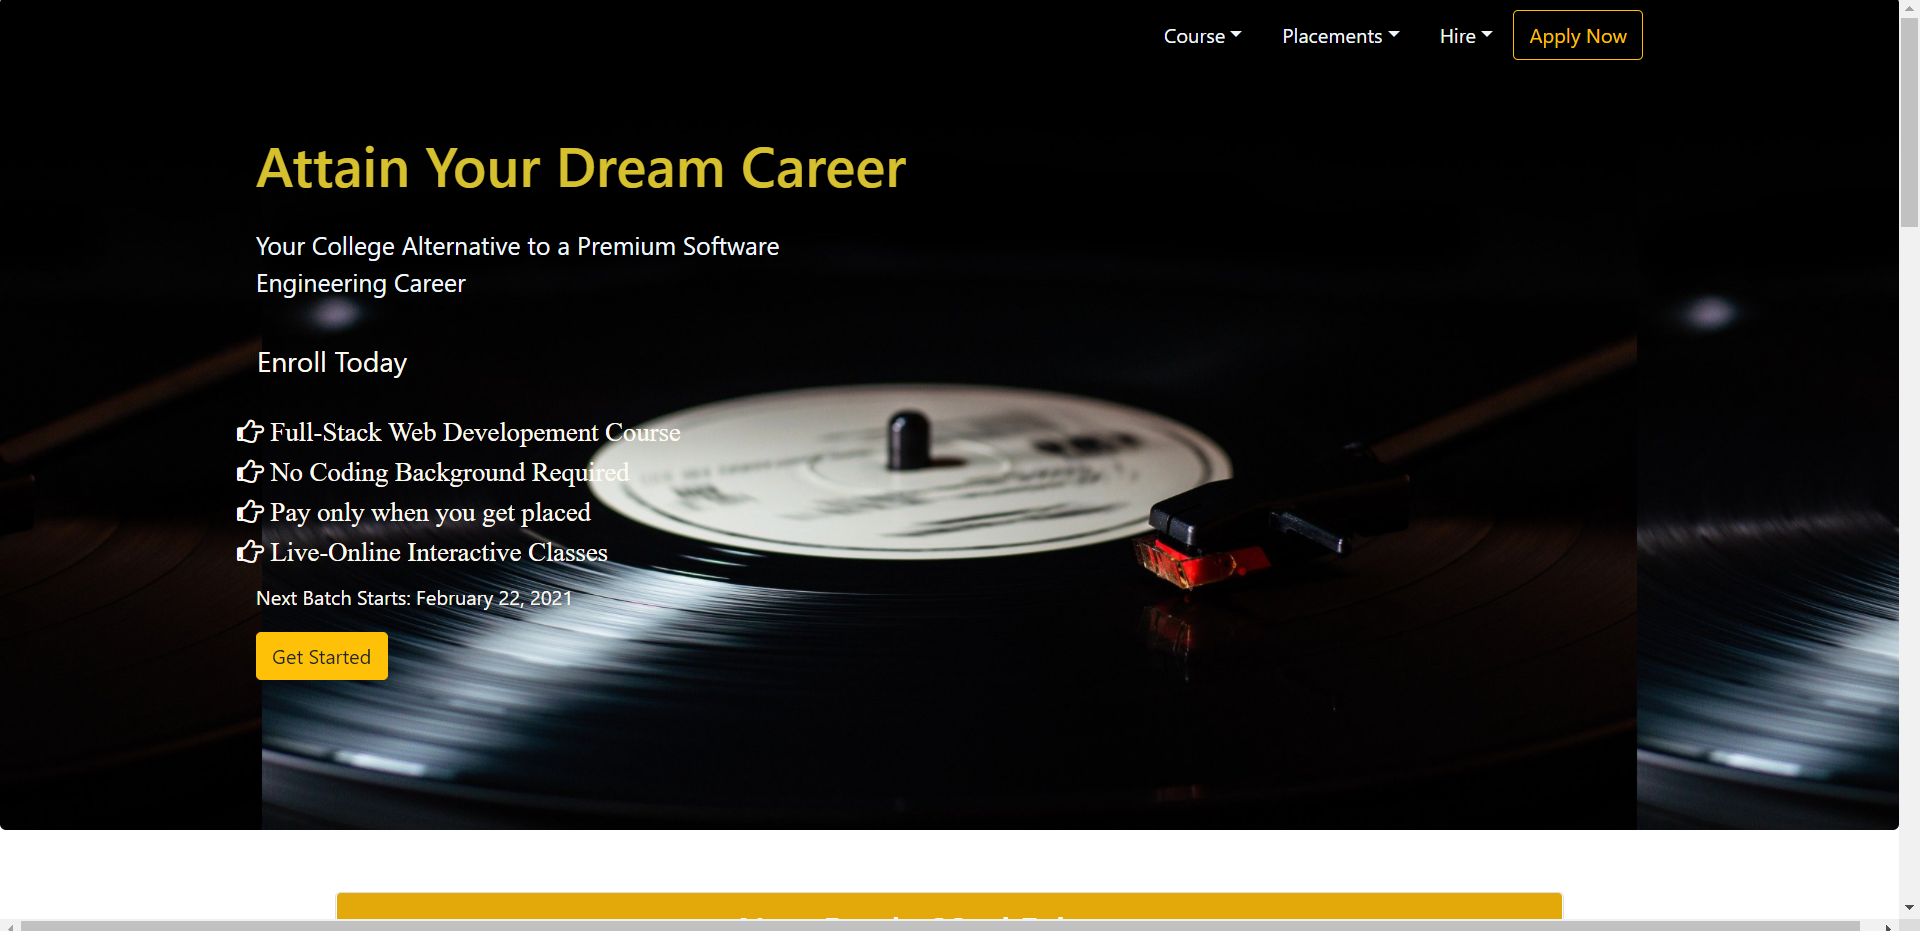 Course Placements Hire Apply Now
Attain Your Dream Career
Your College Alternative to a Premium Software
Engineering Career
Enroll Today
Full-Stack Web Developement Course
No Coding Background Required
Pay only when you get placed
Live-Online Interactive Classes
Next Batch Starts: February 22, 2021
Get Started